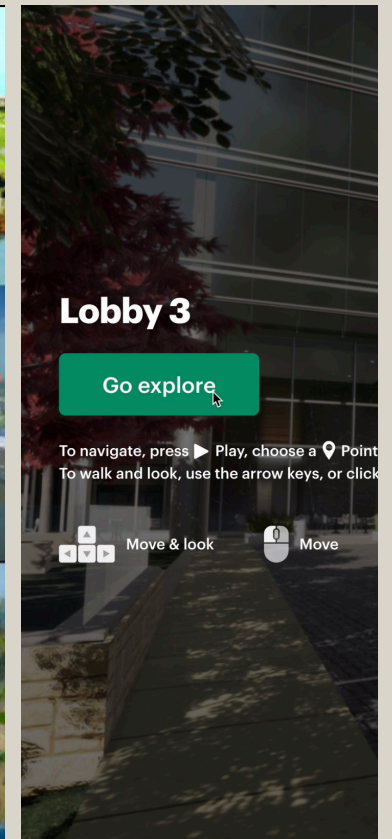 Lobby 3
Go explore
To navigate, press Play, choose a Point
To walk and look, use the arrow keys, or click
Move & look
Move